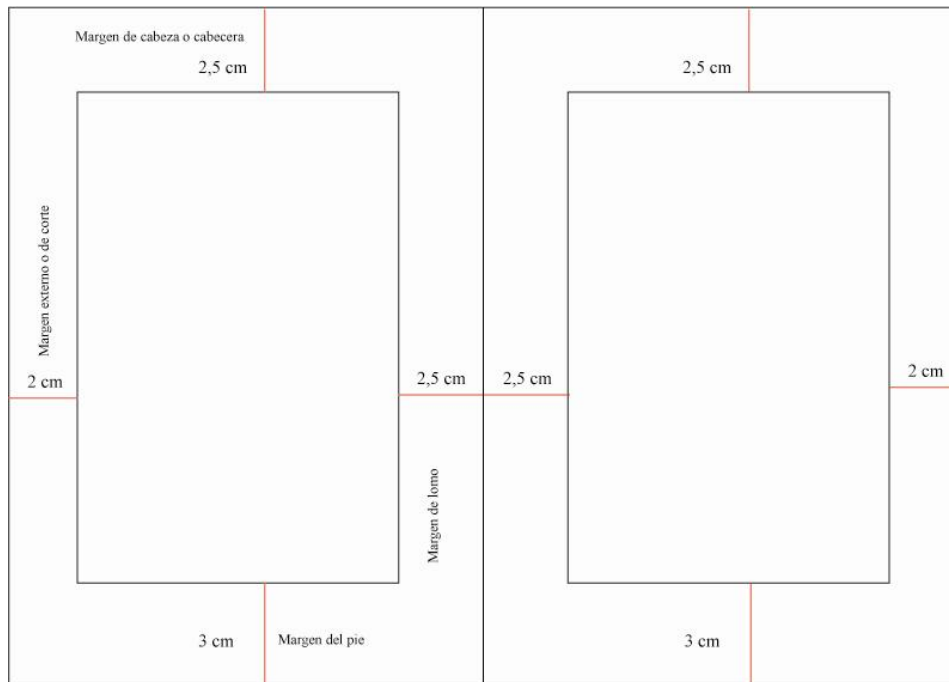 Margen de cabeza o cabecera
2,5 cm
2,5 cm
Margen externo o de corte
2 cm
2,5 cm
2,5 cm
2 cm
Margen de lomo
3 cm
Margen del pie
3 cm